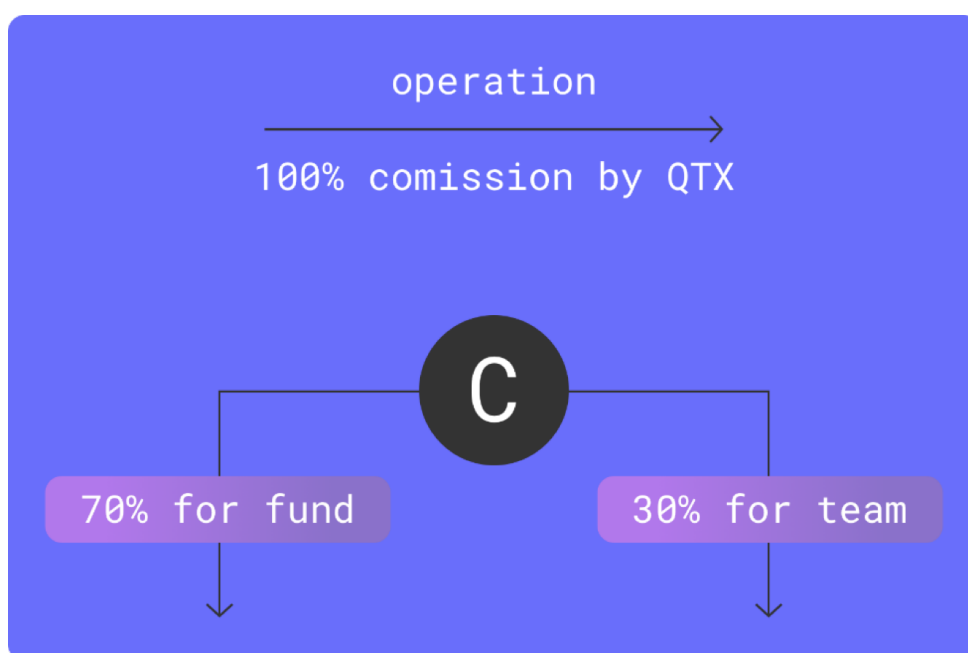 operation
100% comission by QTX
C
70% for fund
30% for team